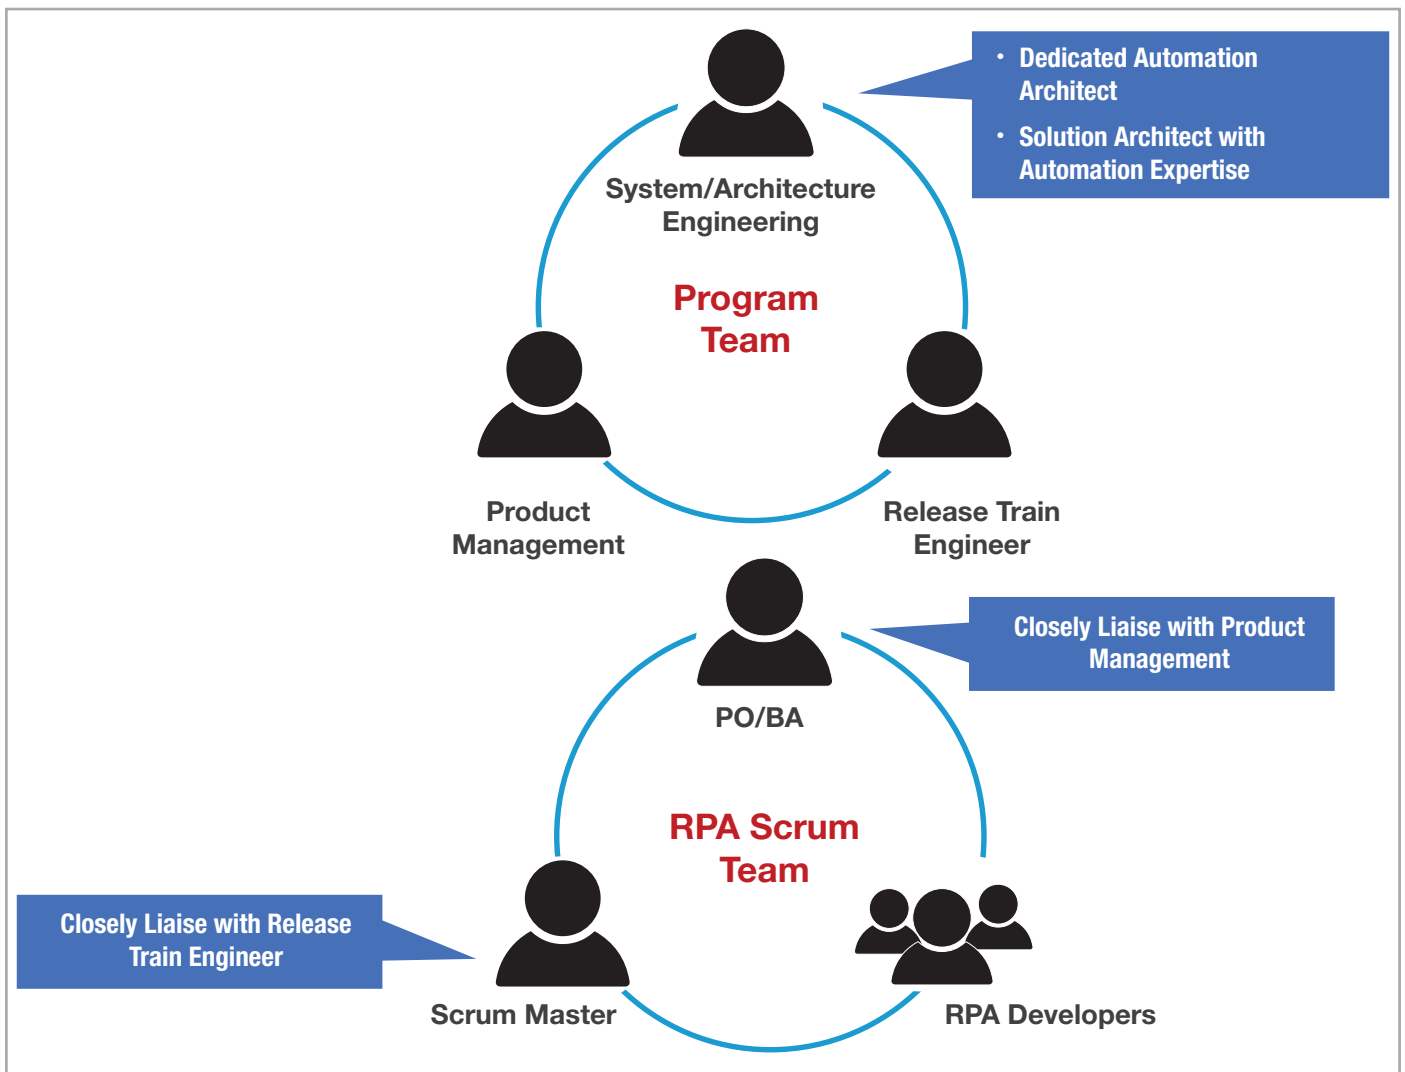 • Dedicated Automation
Architect
• Solution Architect with
Automation Expertise
System/Architecture
Engineering
Program
Team
Product
Management
Release Train
Engineer
Closely Liaise with Product
Management
PO/BA
RPA Scrum
Team
Closely Liaise with Release
Train Engineer
Scrum Master
RPA Developers